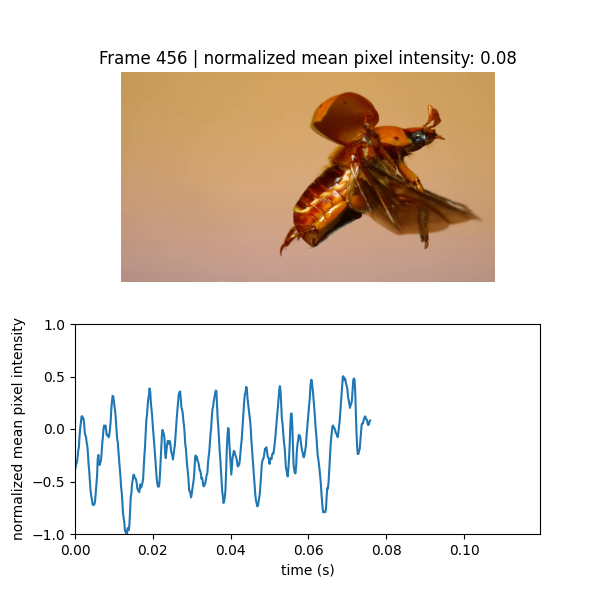 Frame 456 | normalized mean pixel intensity: 0.08
1.0
0.5
0.0
−0.5
−1.0
normalized mean pixel intensity
0.00 0.02 0.04 0.06 0.08 0.10
time (s)